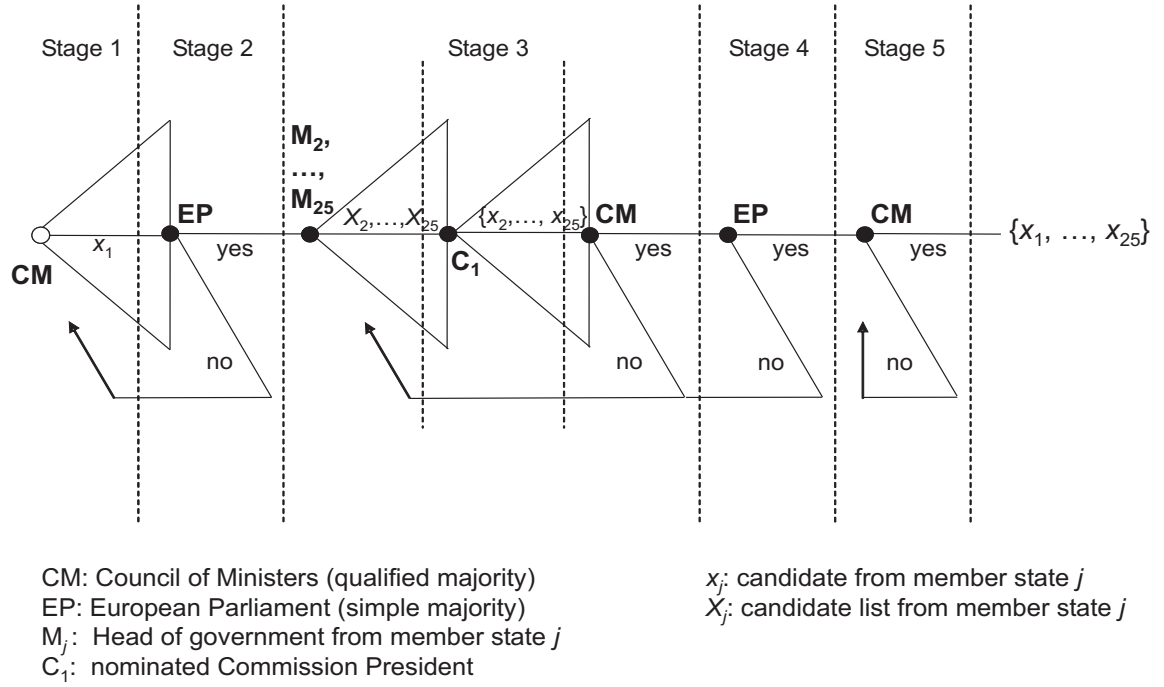 Stage 1 Stage 2 Stage 3 Stage 4 Stage 5
M2,
…,
M25
EP X2,…,X25 {x2,…, x25} CM EP CM {x1, …, x25}
x1 yes C1 yes yes yes
CM
no no no no
CM: Council of Ministers (qualified majority)
EP: European Parliament (simple majority)
Mj: Head of government from member state j
C1: nominated Commission President
xj: candidate from member state j
Xj: candidate list from member state j